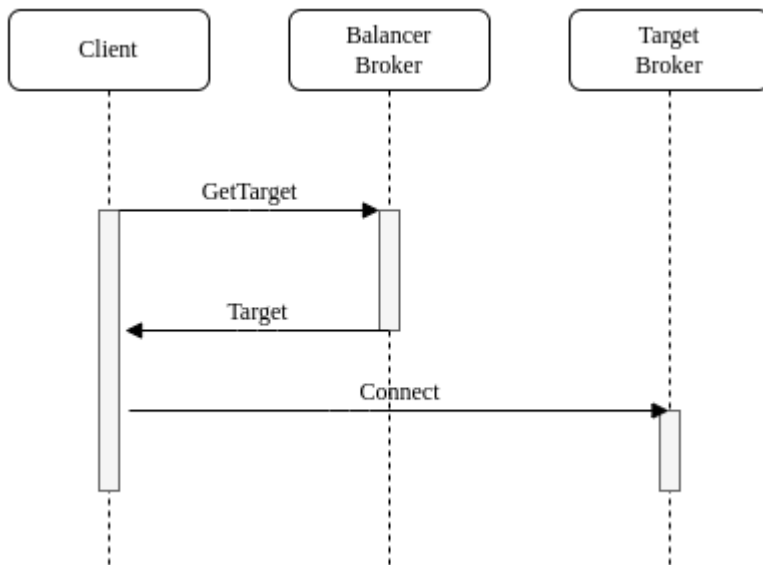 Client
Balancer
Broker
Target
Broker
GetTarget
Target
Connect